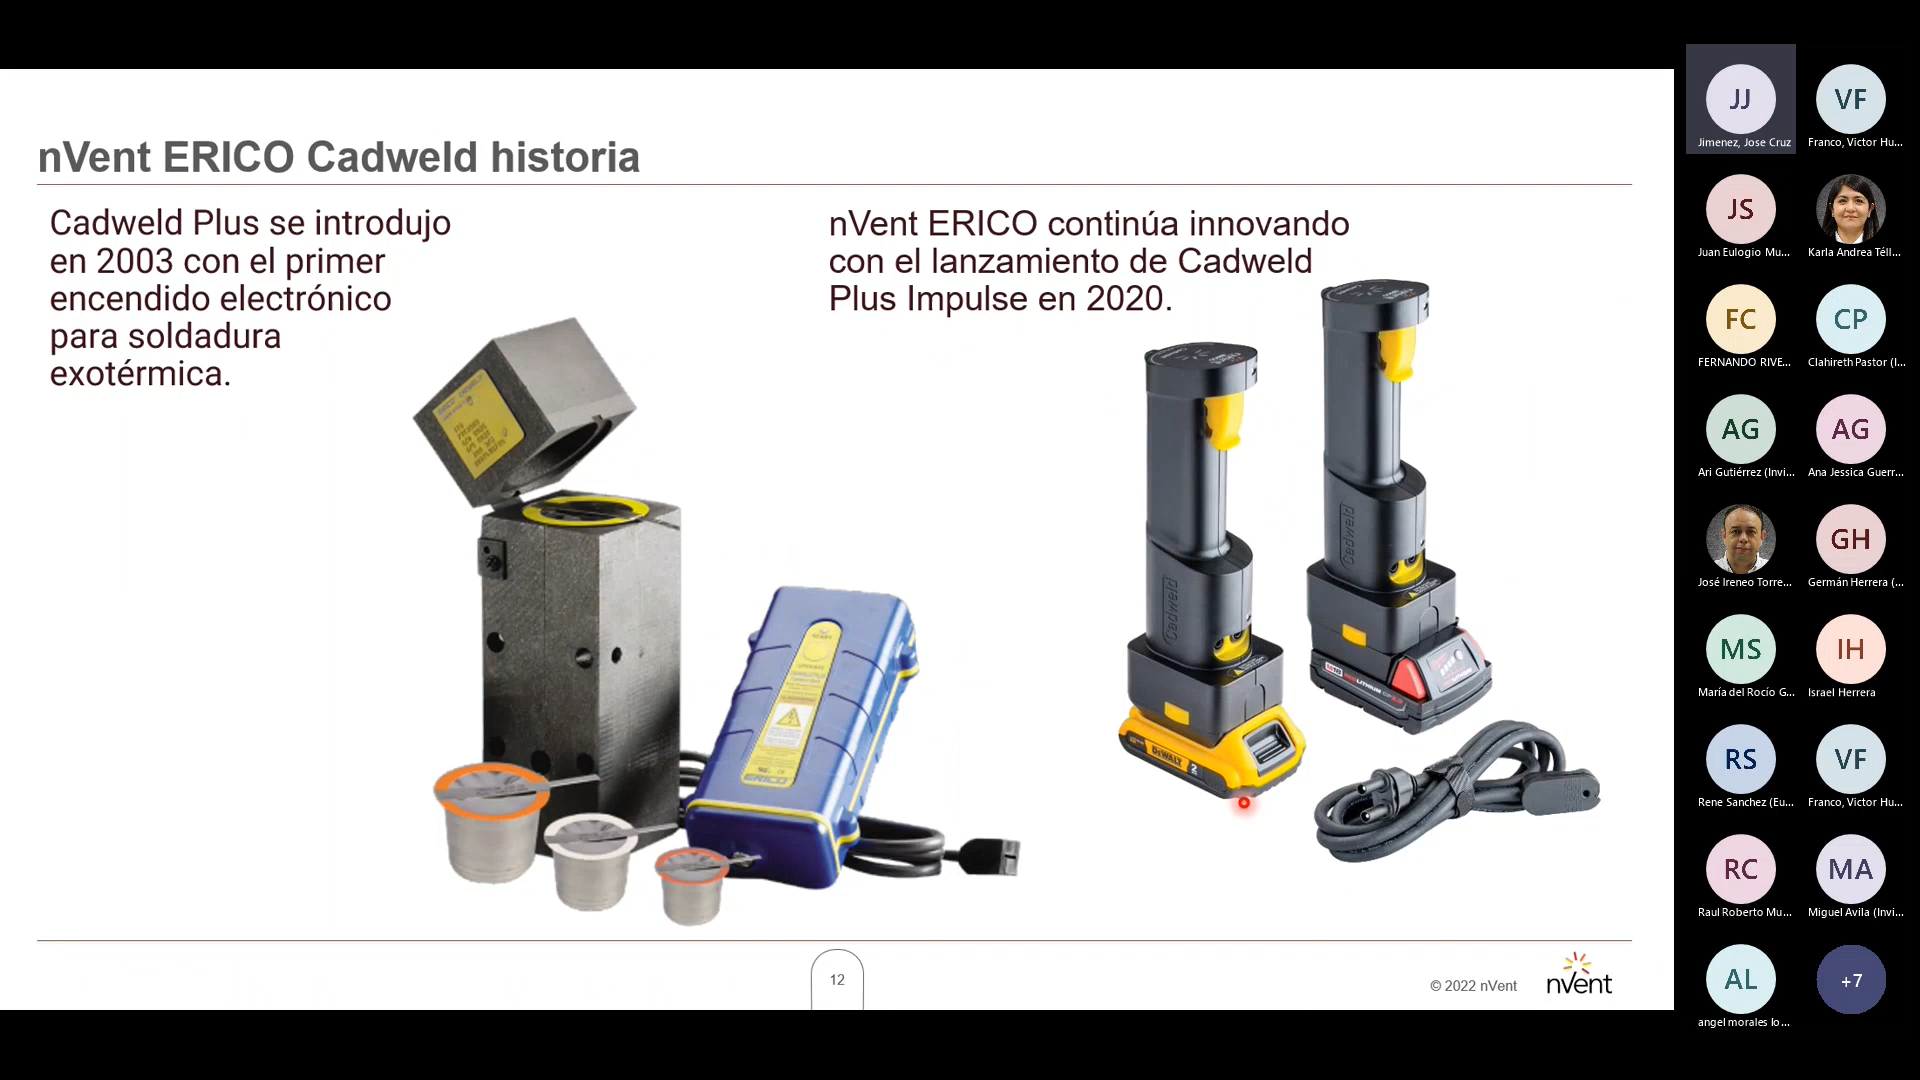 nVent ERICO Cadweld historia
Cadweld Plus se introdujo
en 2003 con el primer
encendido electrónico
para soldadura
exotérmica.
nVent ERICO continúa innovando
con el lanzamiento de Cadweld
Plus Impulse en 2020.
ERICO
Cadweld
Cadweld
DEWALT
2
12
© 2022 nVent
nVent
JJ
Jimenez, Jose Cruz
VF
Franco, Victor Hu...
JS
Juan Eulogio Mu...
Karla Andrea Téll...
FC
FERNANDO RIVE...
CP
Clahireth Pastor (I...
AG
Ari Gutiérrez (Invi...
AG
Ana Jessica Guerr...
José Ireneo Torre...
GH
Germán Herrera (...
MS
María del Rocío G...
IH
Israel Herrera
RS
Rene Sanchez (Eu...
VF
Franco, Victor Hu...
RC
Raul Roberto Mu...
MA
Miguel Avila (Invi...
AL
angel morales lo...
+7